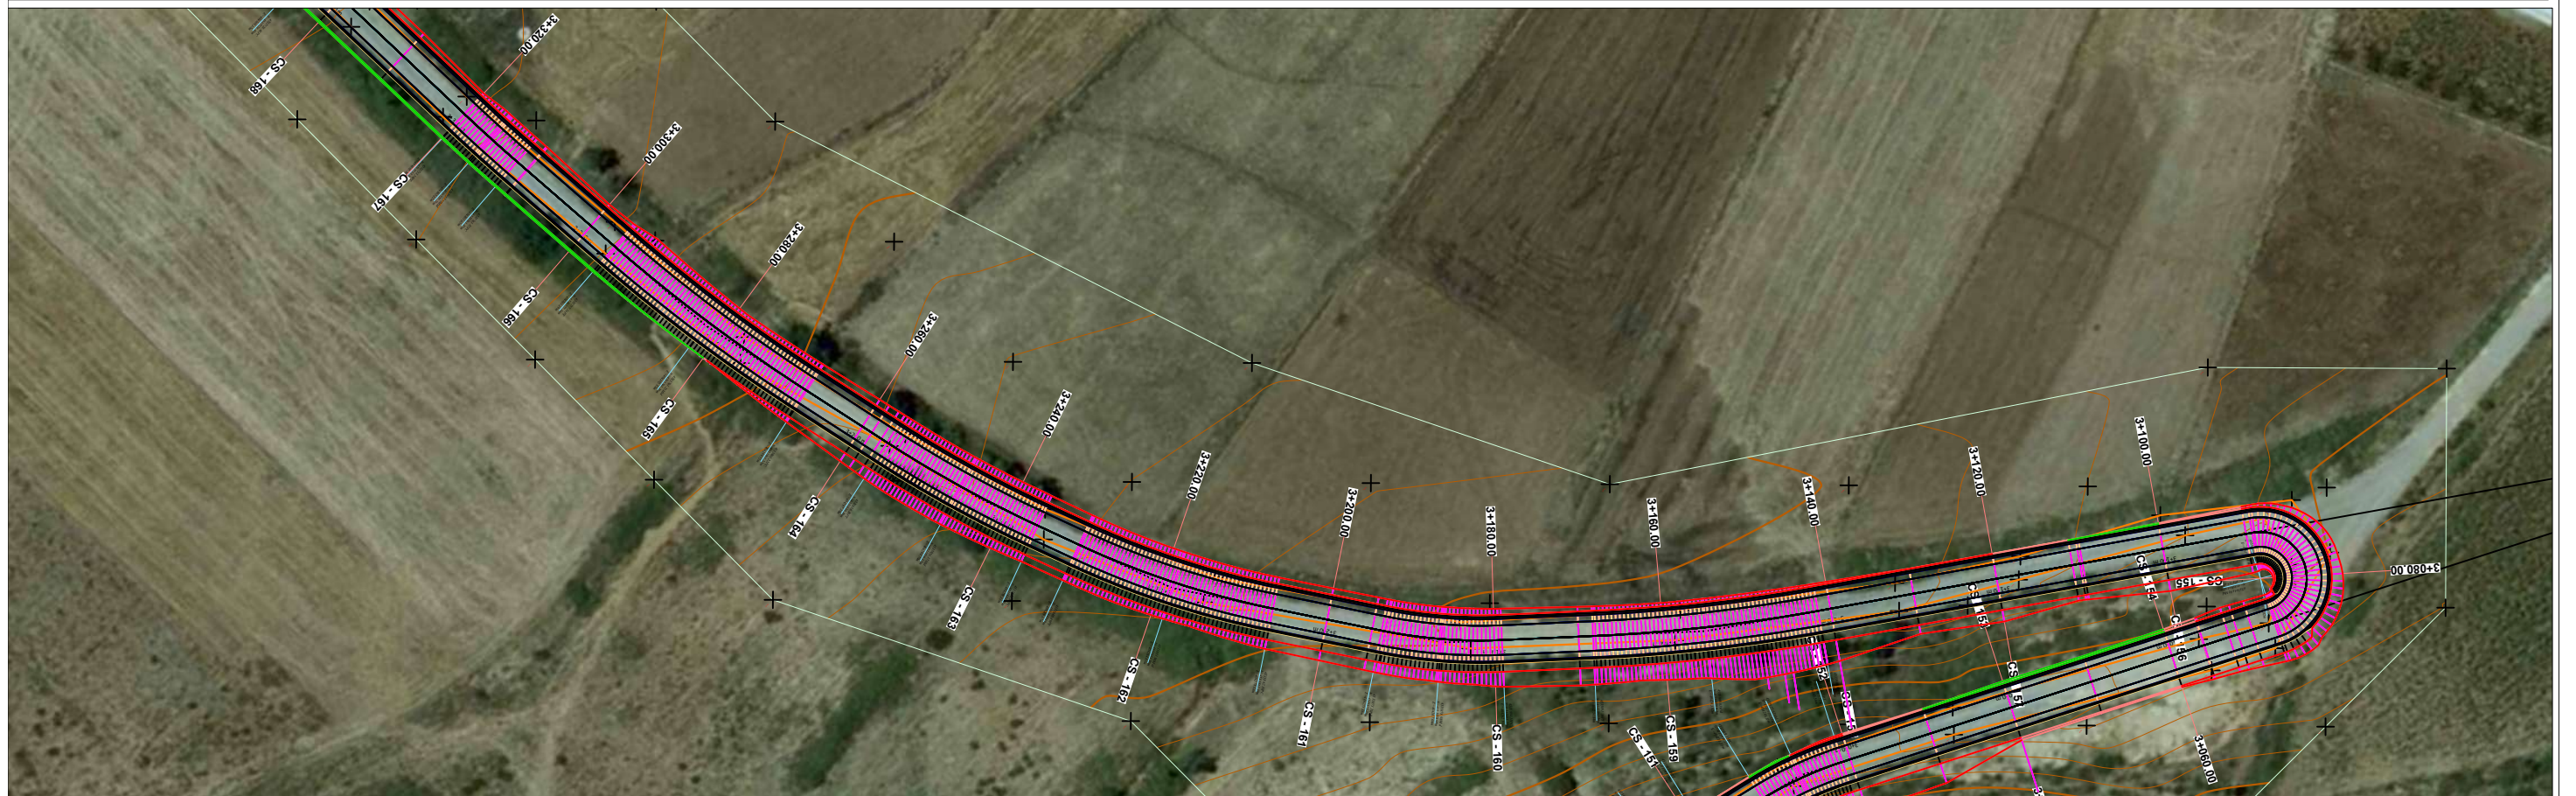 3+320.00
CS - 168
3+300.00
CS - 167
3+280.00
CS - 166
3+260.00
CS - 165
3+240.00
CS - 164
3+220.00
CS - 163
3+200.00
CS - 162
3+180.00
CS - 161
3+160.00
CS - 160
3+140.00
CS - 159
3+120.00
3+100.00
CS - 154
CS - 155
3+080.00
CS - 156
CS - 157
CS - 151
3+060.00